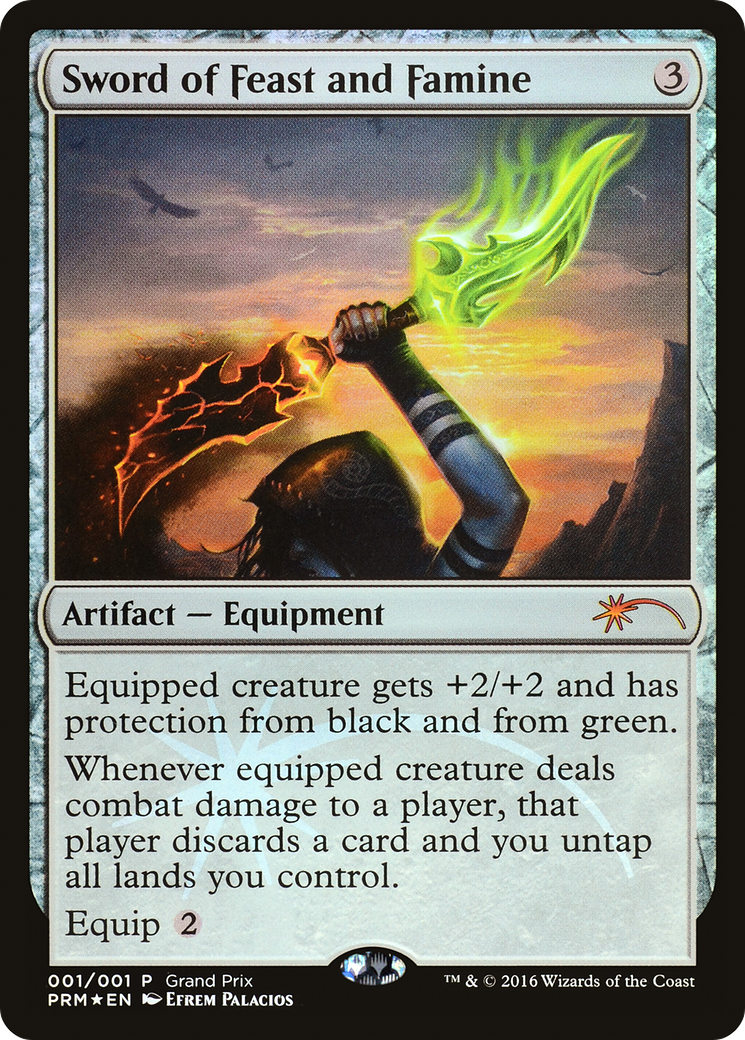 Sword of Feast and Famine 3
Artifact — Equipment
Equipped creature gets +2/+2 and has
protection from black and from green.
Whenever equipped creature deals
combat damage to a player, that
player discards a card and you untap
all lands you control.
Equip 2
001/001 P Grand Prix
PRM★EN Efrem Palacios
™ & © 2016 Wizards of the Coast